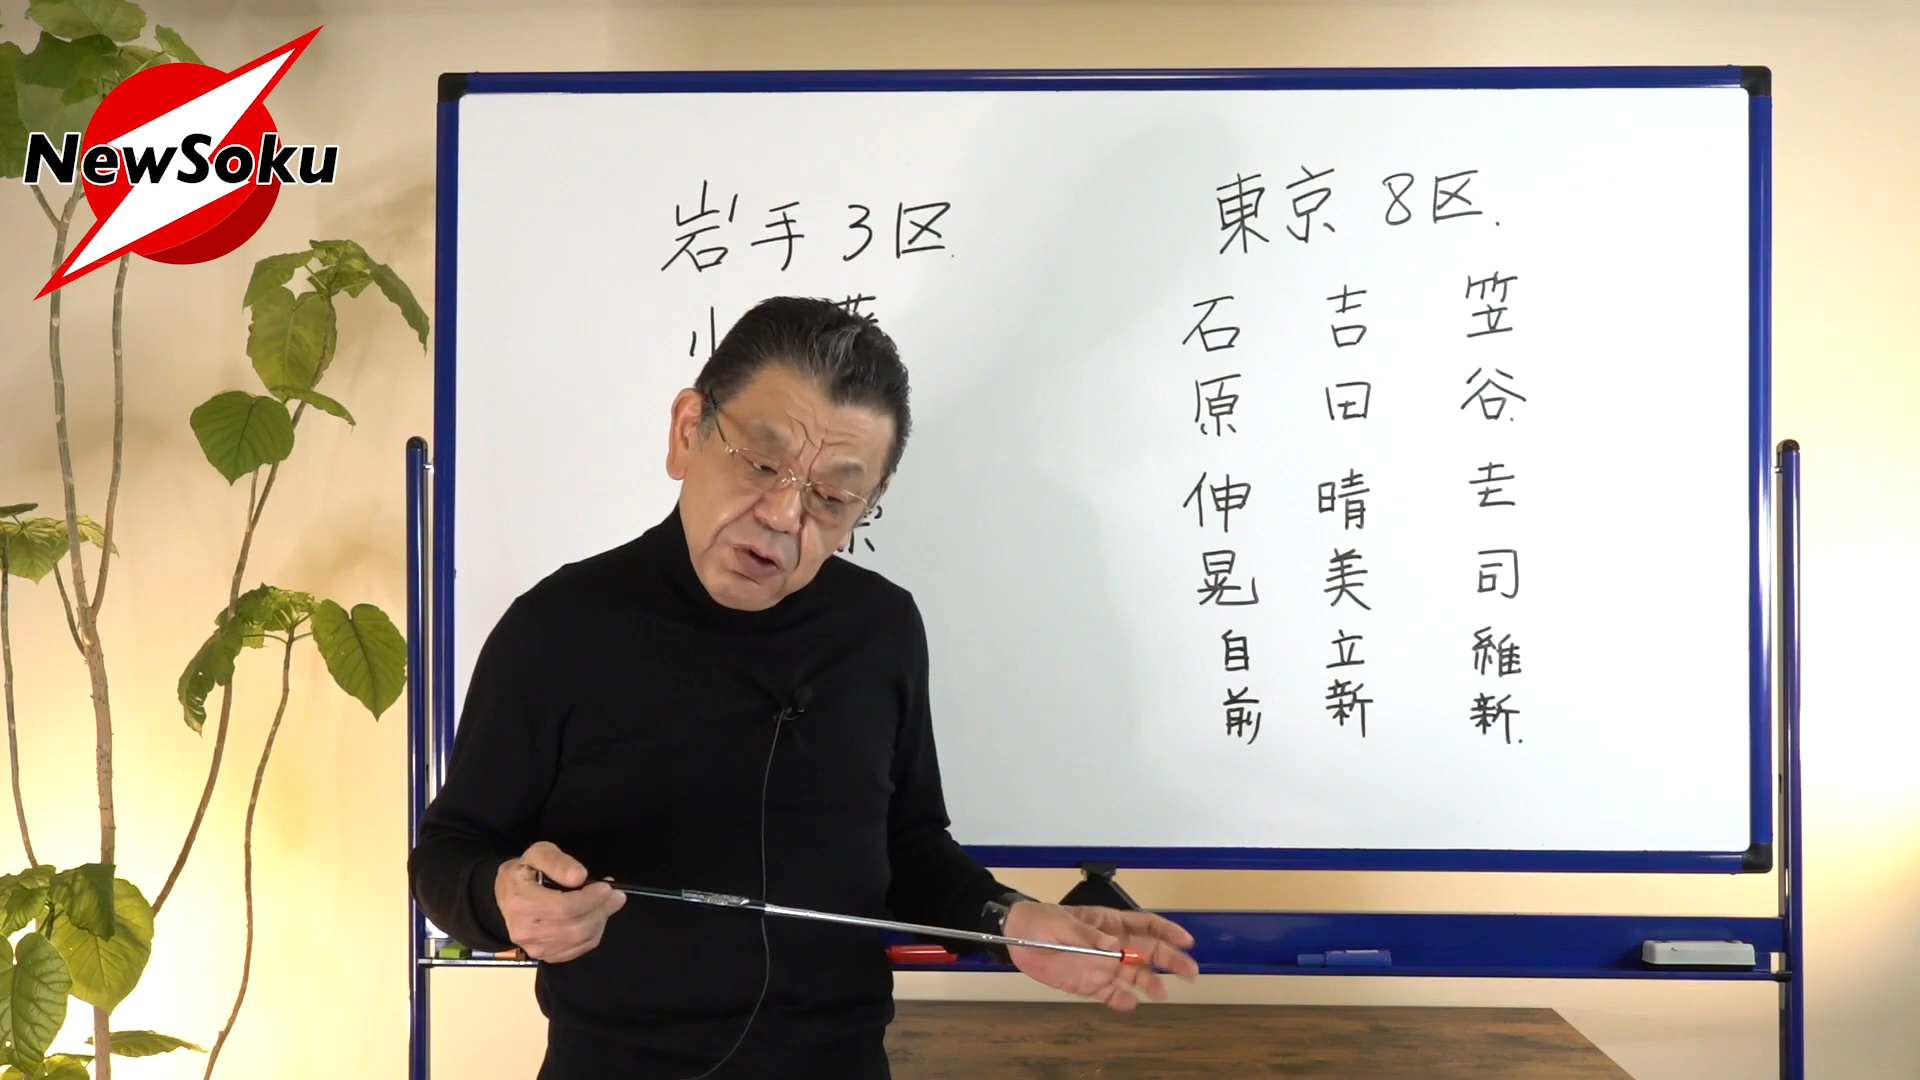 NewSoku
岩手3区.
小
東京8区.
石原伸晃 自前
吉田晴美 立新
笠谷圭司 維新.